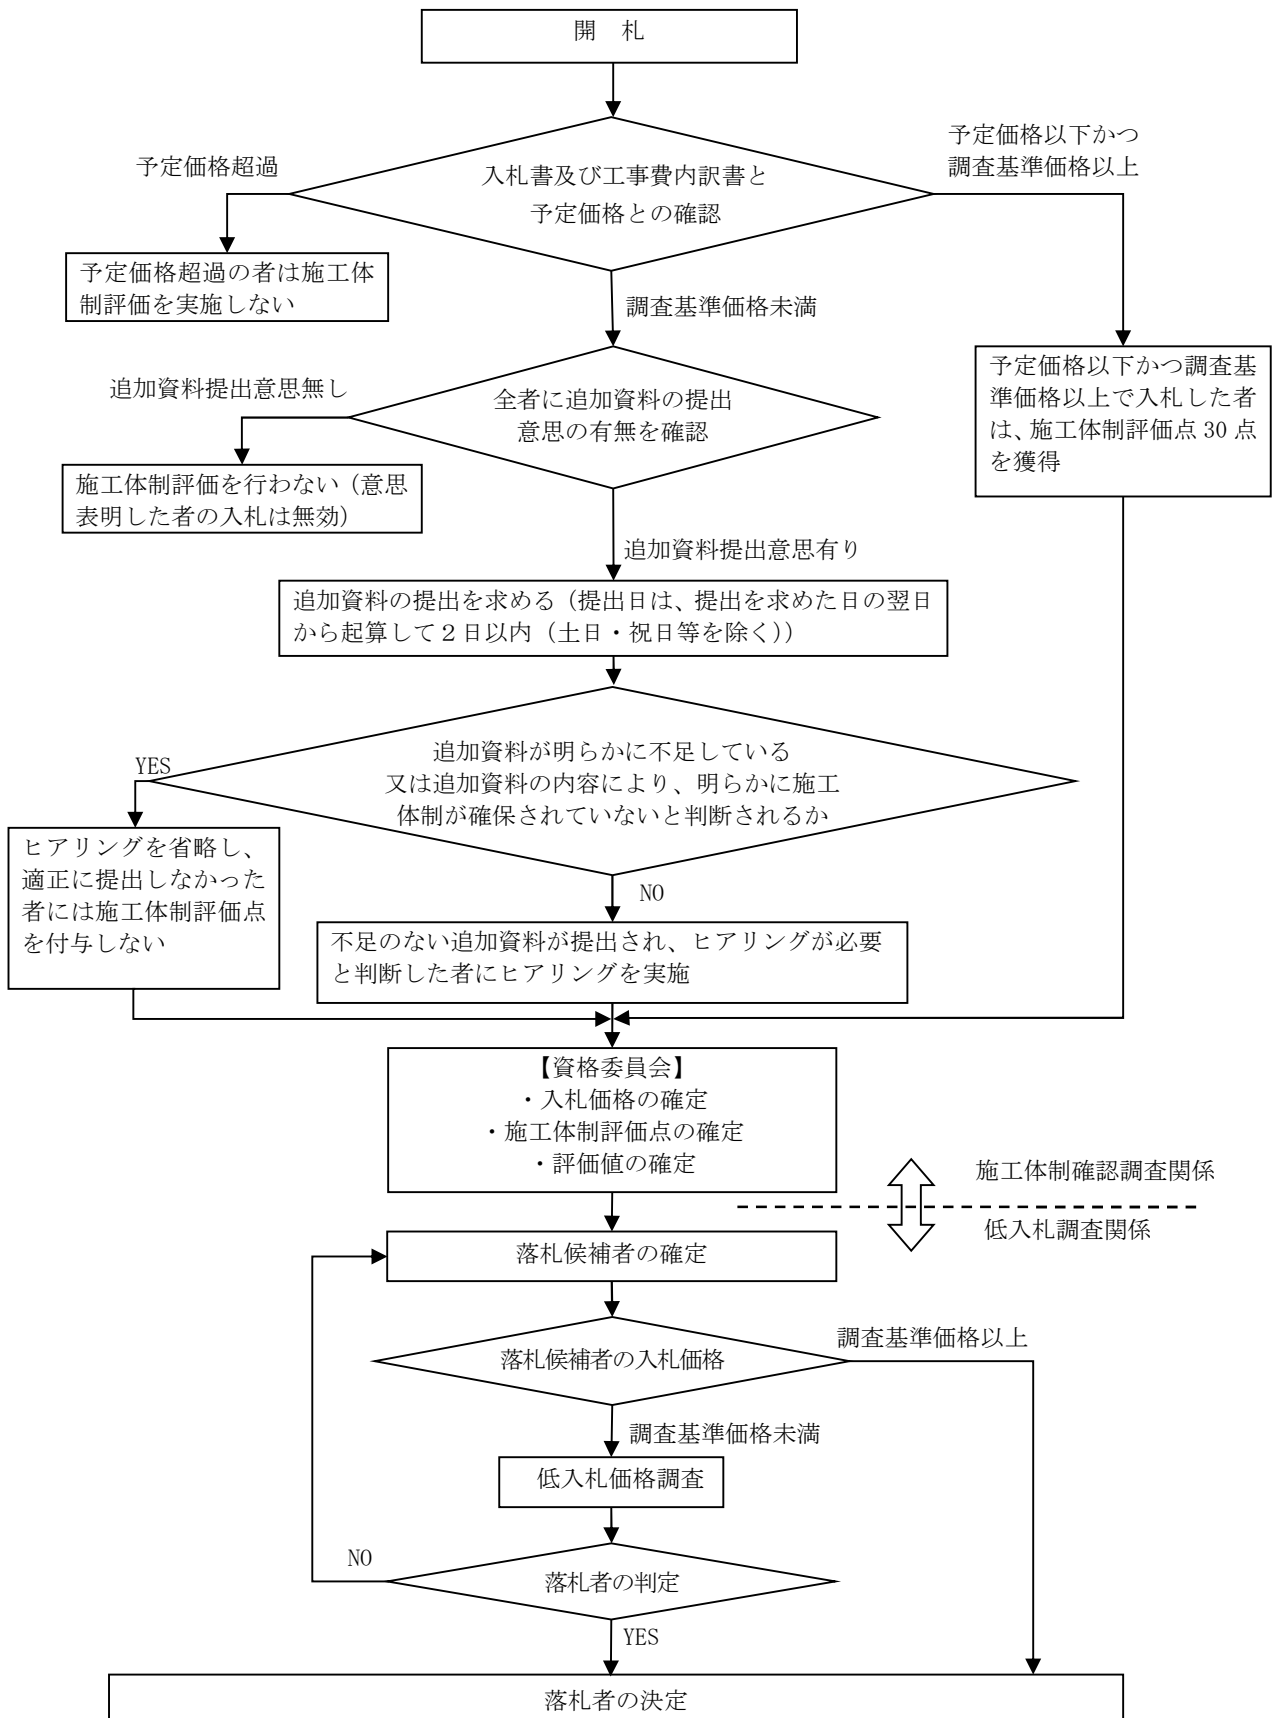 開　札
予定価格以下かつ
調査基準価格以上
予定価格超過
入札書及び工事費内訳書と
予定価格との確認
予定価格超過の者は施工体
制評価を実施しない
調査基準価格未満
予定価格以下かつ調査基
準価格以上で入札した者
は、施工体制評価点 30 点
を獲得
追加資料提出意思無し
全者に追加資料の提出
意思の有無を確認
施工体制評価を行わない（意思
表明した者の入札は無効）
追加資料提出意思有り
追加資料の提出を求める（提出日は、提出を求めた日の翌日
から起算して２日以内（土日・祝日等を除く））
追加資料が明らかに不足している
又は追加資料の内容により、明らかに施工
体制が確保されていないと判断されるか
YES
ヒアリングを省略し、
適正に提出しなかった
者には施工体制評価点
を付与しない
NO
不足のない追加資料が提出され、ヒアリングが必要
と判断した者にヒアリングを実施
【資格委員会】
・入札価格の確定
・施工体制評価点の確定
・評価値の確定
施工体制確認調査関係
低入札調査関係
落札候補者の確定
調査基準価格以上
落札候補者の入札価格
調査基準価格未満
低入札価格調査
NO
落札者の判定
YES
落札者の決定